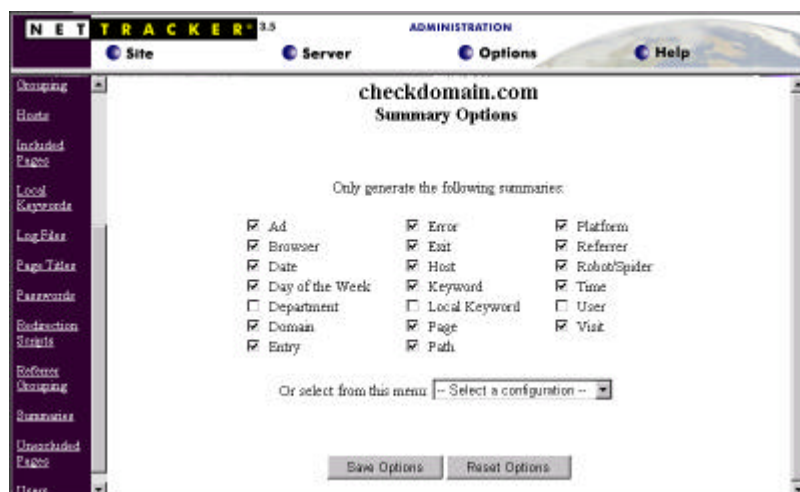 NET TRACKER® 3.5
ADMINISTRATION
Site
Server
Options
Help
Grouping
Hosts
Included
Pages
Local
Keywords
Log Files
Page Titles
Passwords
Redirection
Scripts
Referrer
Grouping
Summaries
Unexcluded
Pages
Users
checkdomain.com
Summary Options
Only generate the following summaries:
Ad
Error
Platform
Browser
Exit
Referrer
Date
Host
Robot/Spider
Day of the Week
Keyword
Time
Department
Local Keyword
User
Domain
Page
Visit
Entry
Path
Or select from this menu: -- Select a configuration --
Save Options
Reset Options